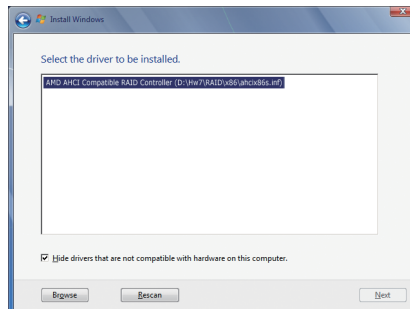 Install Windows
Select the driver to be installed.
AMD AHCI Compatible RAID Controller (D:\Hw7\RAID\x86\ahcix86s.inf)
Hide drivers that are not compatible with hardware on this computer.
Browse
Rescan
Next